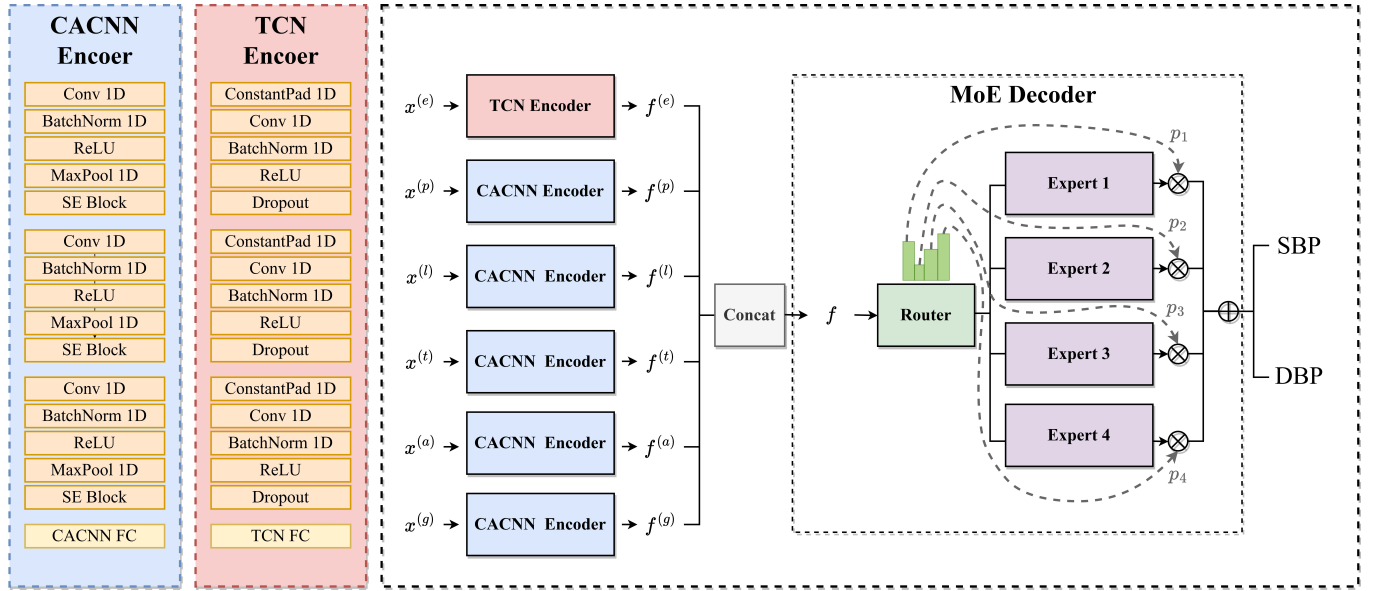 CACNN
Encoer
Conv 1D
BatchNorm 1D
ReLU
MaxPool 1D
SE Block
Conv 1D
BatchNorm 1D
ReLU
MaxPool 1D
SE Block
Conv 1D
BatchNorm 1D
ReLU
MaxPool 1D
SE Block
CACNN FC
TCN
Encoer
ConstantPad 1D
Conv 1D
BatchNorm 1D
ReLU
Dropout
ConstantPad 1D
Conv 1D
BatchNorm 1D
ReLU
Dropout
ConstantPad 1D
Conv 1D
BatchNorm 1D
ReLU
Dropout
TCN FC
x^(e) TCN Encoder f^(e)
x^(p) CACNN Encoder f^(p)
x^(l) CACNN Encoder f^(l)
x^(t) CACNN Encoder f^(t)
x^(a) CACNN Encoder f^(a)
x^(g) CACNN Encoder f^(g)
Concat
f
MoE Decoder
Router
Expert 1
Expert 2
Expert 3
Expert 4
p₁
p₂
p₃
p₄
SBP
DBP